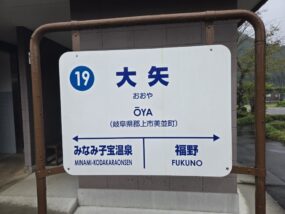 19
大矢
おおや
ŌYA
(岐阜県郡上市美並町)
みなみ子宝温泉 福野
MINAMI-KODAKARAONSEN FUKUNO